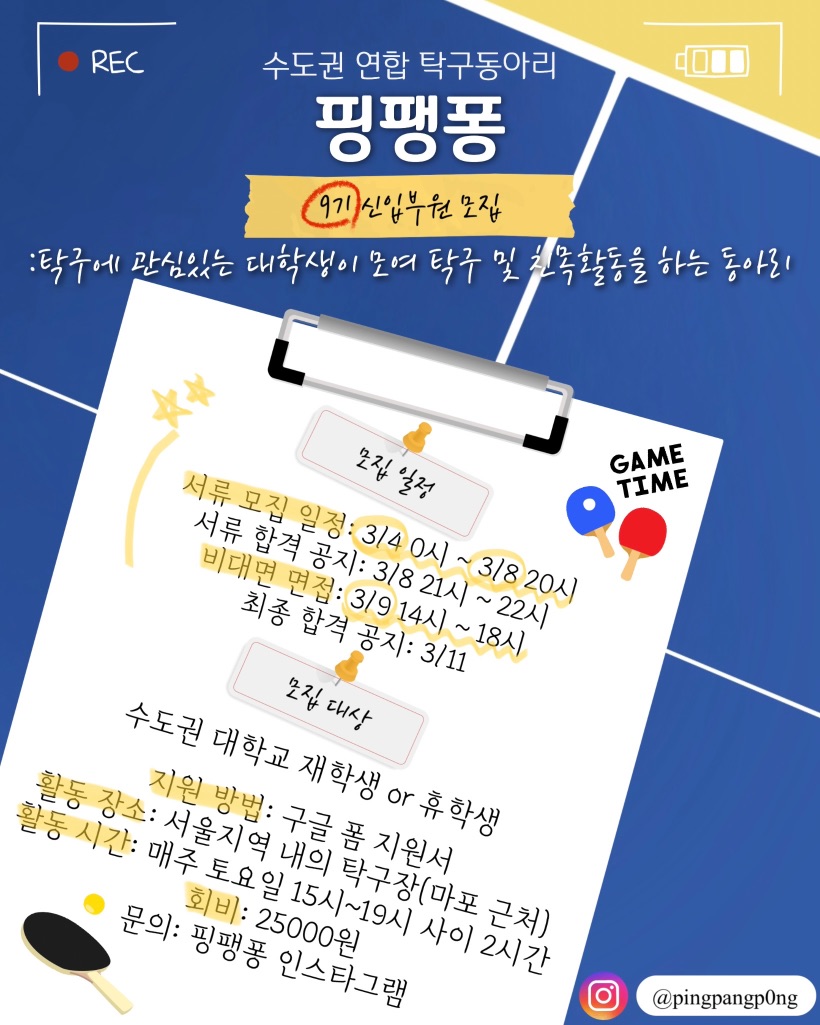 REC
수도권 연합 탁구동아리
핑팽퐁
9기 신입부원 모집
:탁구에 관심있는 대학생이 모여 탁구 및 친목활동을 하는 동아리
GAME
TIME
모집 일정
서류 모집 일정: 3/4 0시 ~ 3/8 20시
서류 합격 공지: 3/8 21시 ~ 22시
비대면 면접: 3/9 14시 ~ 18시
최종 합격 공지: 3/11
모집 대상
수도권 대학교 재학생 or 휴학생
지원 방법: 구글 폼 지원서
활동 장소: 서울지역 내의 탁구장(마포 근처)
활동 시간: 매주 토요일 15시~19시 사이 2시간
회비: 25000원
문의: 핑팽퐁 인스타그램
@pingpangp0ng